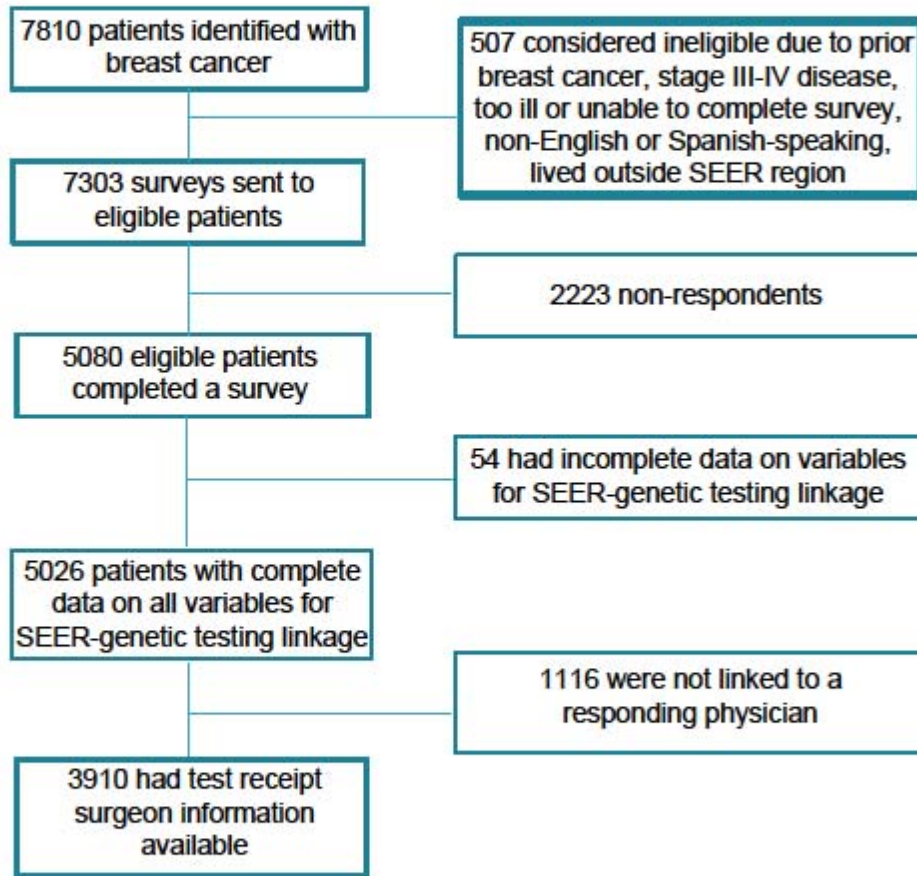 7810 patients identified with
breast cancer
507 considered ineligible due to prior
breast cancer, stage III-IV disease,
too ill or unable to complete survey,
non-English or Spanish-speaking,
lived outside SEER region
7303 surveys sent to
eligible patients
2223 non-respondents
5080 eligible patients
completed a survey
54 had incomplete data on variables
for SEER-genetic testing linkage
5026 patients with complete
data on all variables for
SEER-genetic testing linkage
1116 were not linked to a
responding physician
3910 had test receipt
surgeon information
available